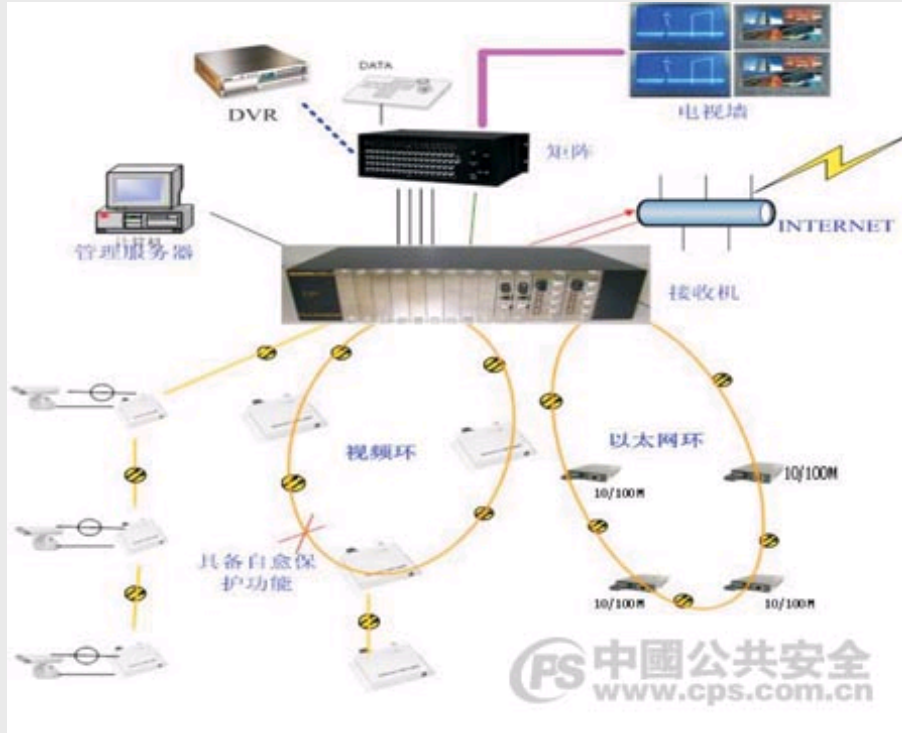 DATA
DVR
电视墙
矩阵
INTERNET
管理服务器
接收机
视频环
以太网环
10/100M
10/100M
具备自愈保
护功能
10/100M
10/100M
CPS 中國公共安全
www.cps.com.cn